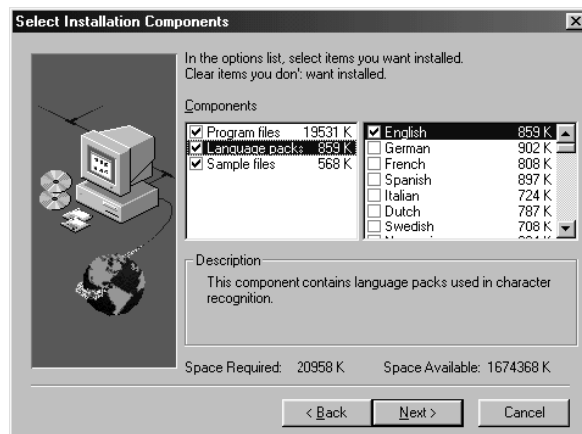 Select Installation Components
In the options list, select items you want installed.
Clear items you don': want installed.
Components
Program files 19531 K
Language packs 859 K
Sample files 568 K
English 859 K
German 902 K
French 808 K
Spanish 897 K
Italian 724 K
Dutch 787 K
Swedish 708 K
Description
This component contains language packs used in character
recognition.
Space Required: 20958 K Space Available: 1674368 K
< Back Next > Cancel